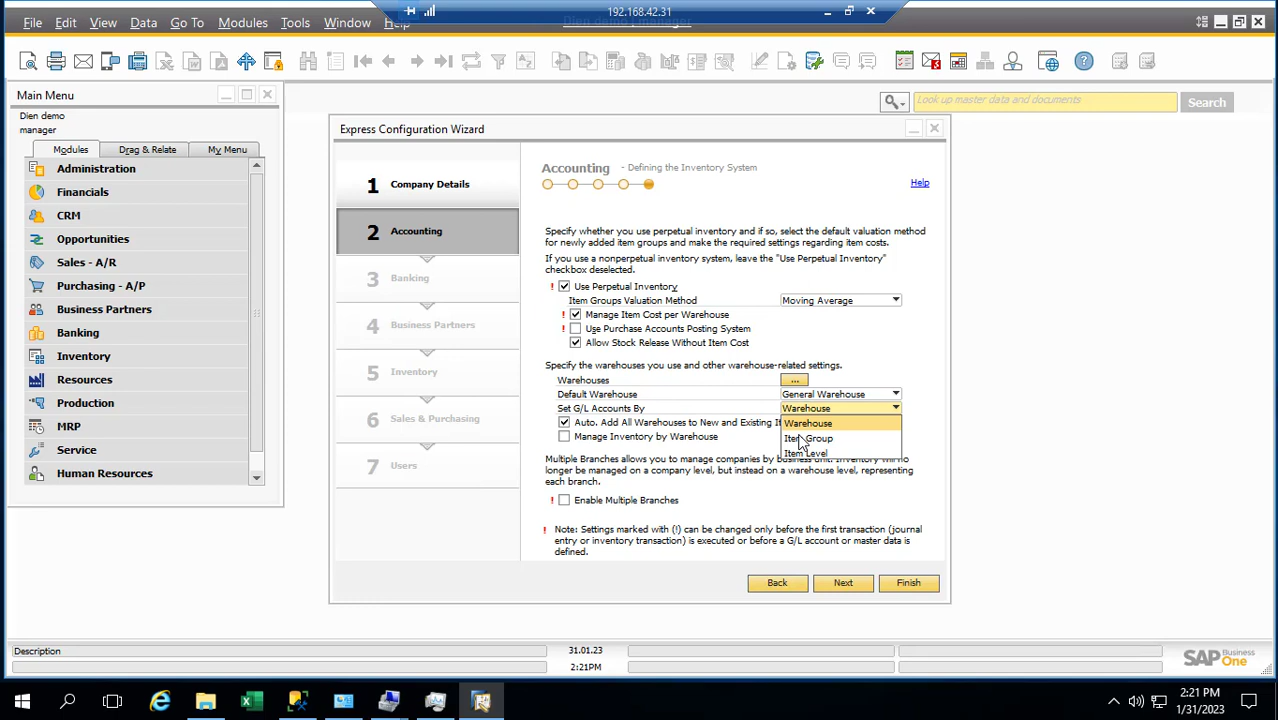 192.168.42.31
File Edit View Data Go To Modules Tools Window Help
Dien demo | manager
Main Menu
Dien demo
manager
Modules Drag & Relate My Menu
Administration
Financials
CRM
Opportunities
Sales - A/R
Purchasing - A/P
Business Partners
Banking
Inventory
Resources
Production
MRP
Service
Human Resources
Look up master data and documents
Search
Express Configuration Wizard
1 Company Details
2 Accounting
3 Banking
4 Business Partners
5 Inventory
6 Sales & Purchasing
7 Users
Accounting - Defining the Inventory System
Help
Specify whether you use perpetual inventory and if so, select the default valuation method
for newly added item groups and make the required settings regarding item costs.
If you use a nonperpetual inventory system, leave the "Use Perpetual Inventory"
checkbox deselected.
! Use Perpetual Inventory
Item Groups Valuation Method Moving Average
! Manage Item Cost per Warehouse
! Use Purchase Accounts Posting System
Allow Stock Release Without Item Cost
Specify the warehouses you use and other warehouse-related settings.
Warehouses ...
Default Warehouse General Warehouse
Set G/L Accounts By Warehouse
Auto. Add All Warehouses to New and Existing
Warehouse
Manage Inventory by Warehouse
Item Group
Item Level
Multiple Branches allows you to manage companies by business unit. Inventory will no
longer be managed on a company level, but instead on a warehouse level, representing
each branch.
! Enable Multiple Branches
! Note: Settings marked with (!) can be changed only before the first transaction (journal
entry or inventory transaction) is executed or before a G/L account or master data is
defined.
Back Next Finish
Description
31.01.23
2:21PM
SAP Business One
2:21 PM
1/31/2023